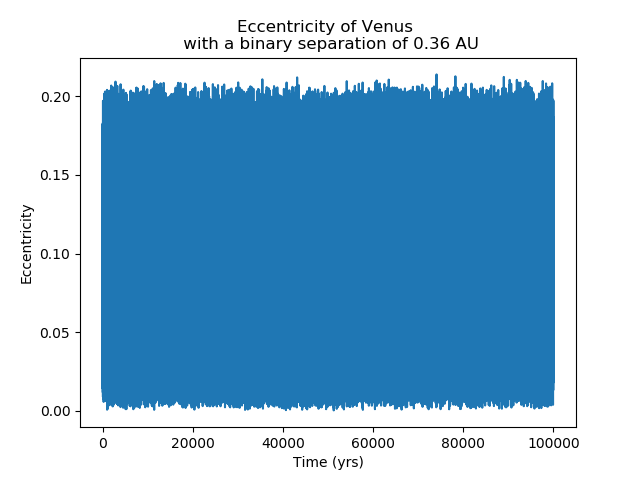 Eccentricity of Venus
with a binary separation of 0.36 AU
0.20
0.15
0.10
0.05
0.00
Eccentricity
0
20000
40000
60000
80000
100000
Time (yrs)